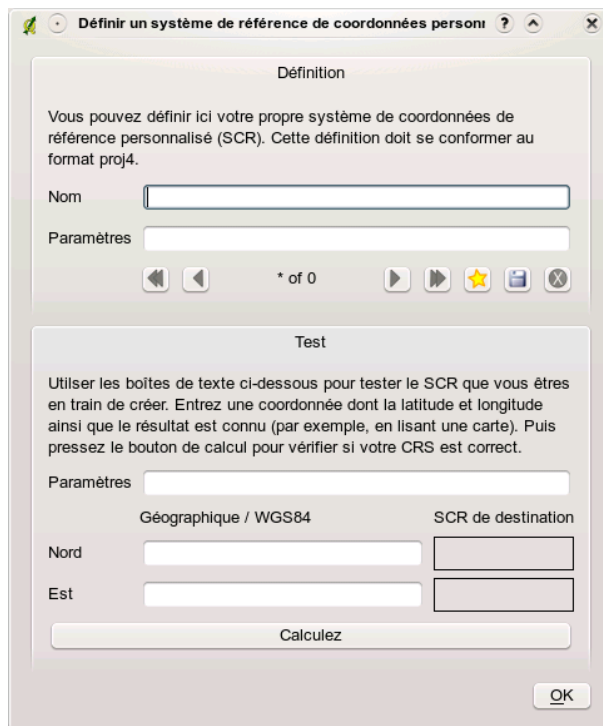 Définir un système de référence de coordonnées personn
Définition
Vous pouvez définir ici votre propre système de coordonnées de
référence personnalisé (SCR). Cette définition doit se conformer au
format proj4.
Nom
Paramètres
* of 0
Test
Utiliser les boîtes de texte ci-dessous pour tester le SCR que vous êtres
en train de créer. Entrez une coordonnée dont la latitude et longitude
ainsi que le résultat est connu (par exemple, en lisant une carte). Puis
pressez le bouton de calcul pour vérifier si votre CRS est correct.
Paramètres
Géographique / WGS84 SCR de destination
Nord
Est
Calculez
OK